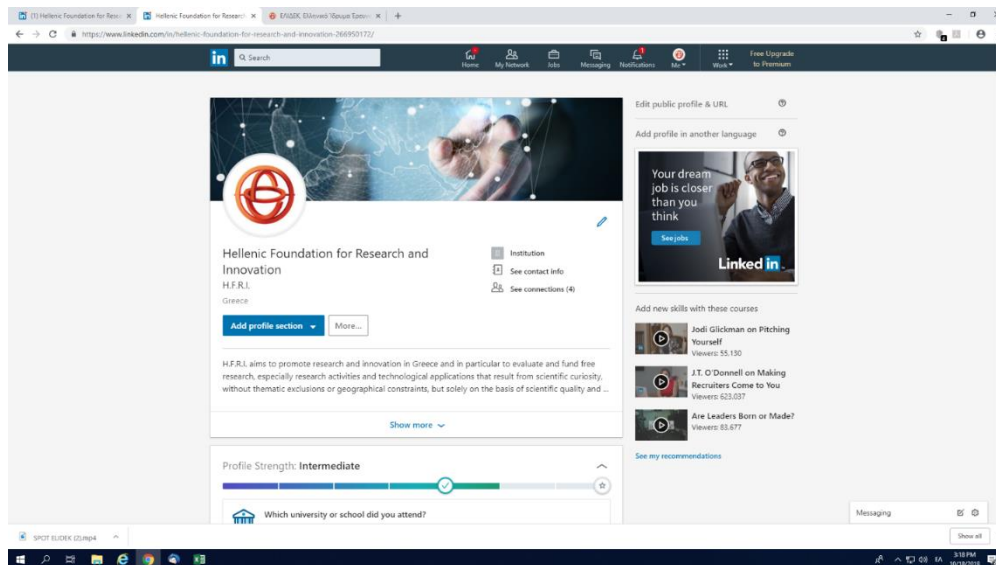 (1) Hellenic Foundation for Resea
Hellenic Foundation for Research
ΕΛΙΔΕΚ, Ελληνικό Ίδρυμα Έρευν
https://www.linkedin.com/in/hellenic-foundation-for-research-and-innovation-266950172/
in
Search
Home
My Network
Jobs
Messaging
Notifications
Me
Work
Free Upgrade
to Premium
Hellenic Foundation for Research and
Innovation
H.F.R.I.
Greece
Institution
See contact info
See connections (4)
Add profile section
More...
H.F.R.I. aims to promote research and innovation in Greece and in particular to evaluate and fund free
research, especially research activities and technological applications that result from scientific curiosity,
without thematic exclusions or geographical constraints, but solely on the basis of scientific quality and ...
Show more
Profile Strength: Intermediate
Which university or school did you attend?
Edit public profile & URL
Add profile in another language
Your dream
job is closer
than you
think
See jobs
Linked in
Add new skills with these courses
Jodi Glickman on Pitching
Yourself
Viewers: 55.130
J.T. O'Donnell on Making
Recruiters Come to You
Viewers: 623.037
Are Leaders Born or Made?
Viewers: 83.677
See my recommendations
Messaging
SPOT ELIDEK (2).mp4
Show all
ΕΛ
3:18 PM
10/18/2018